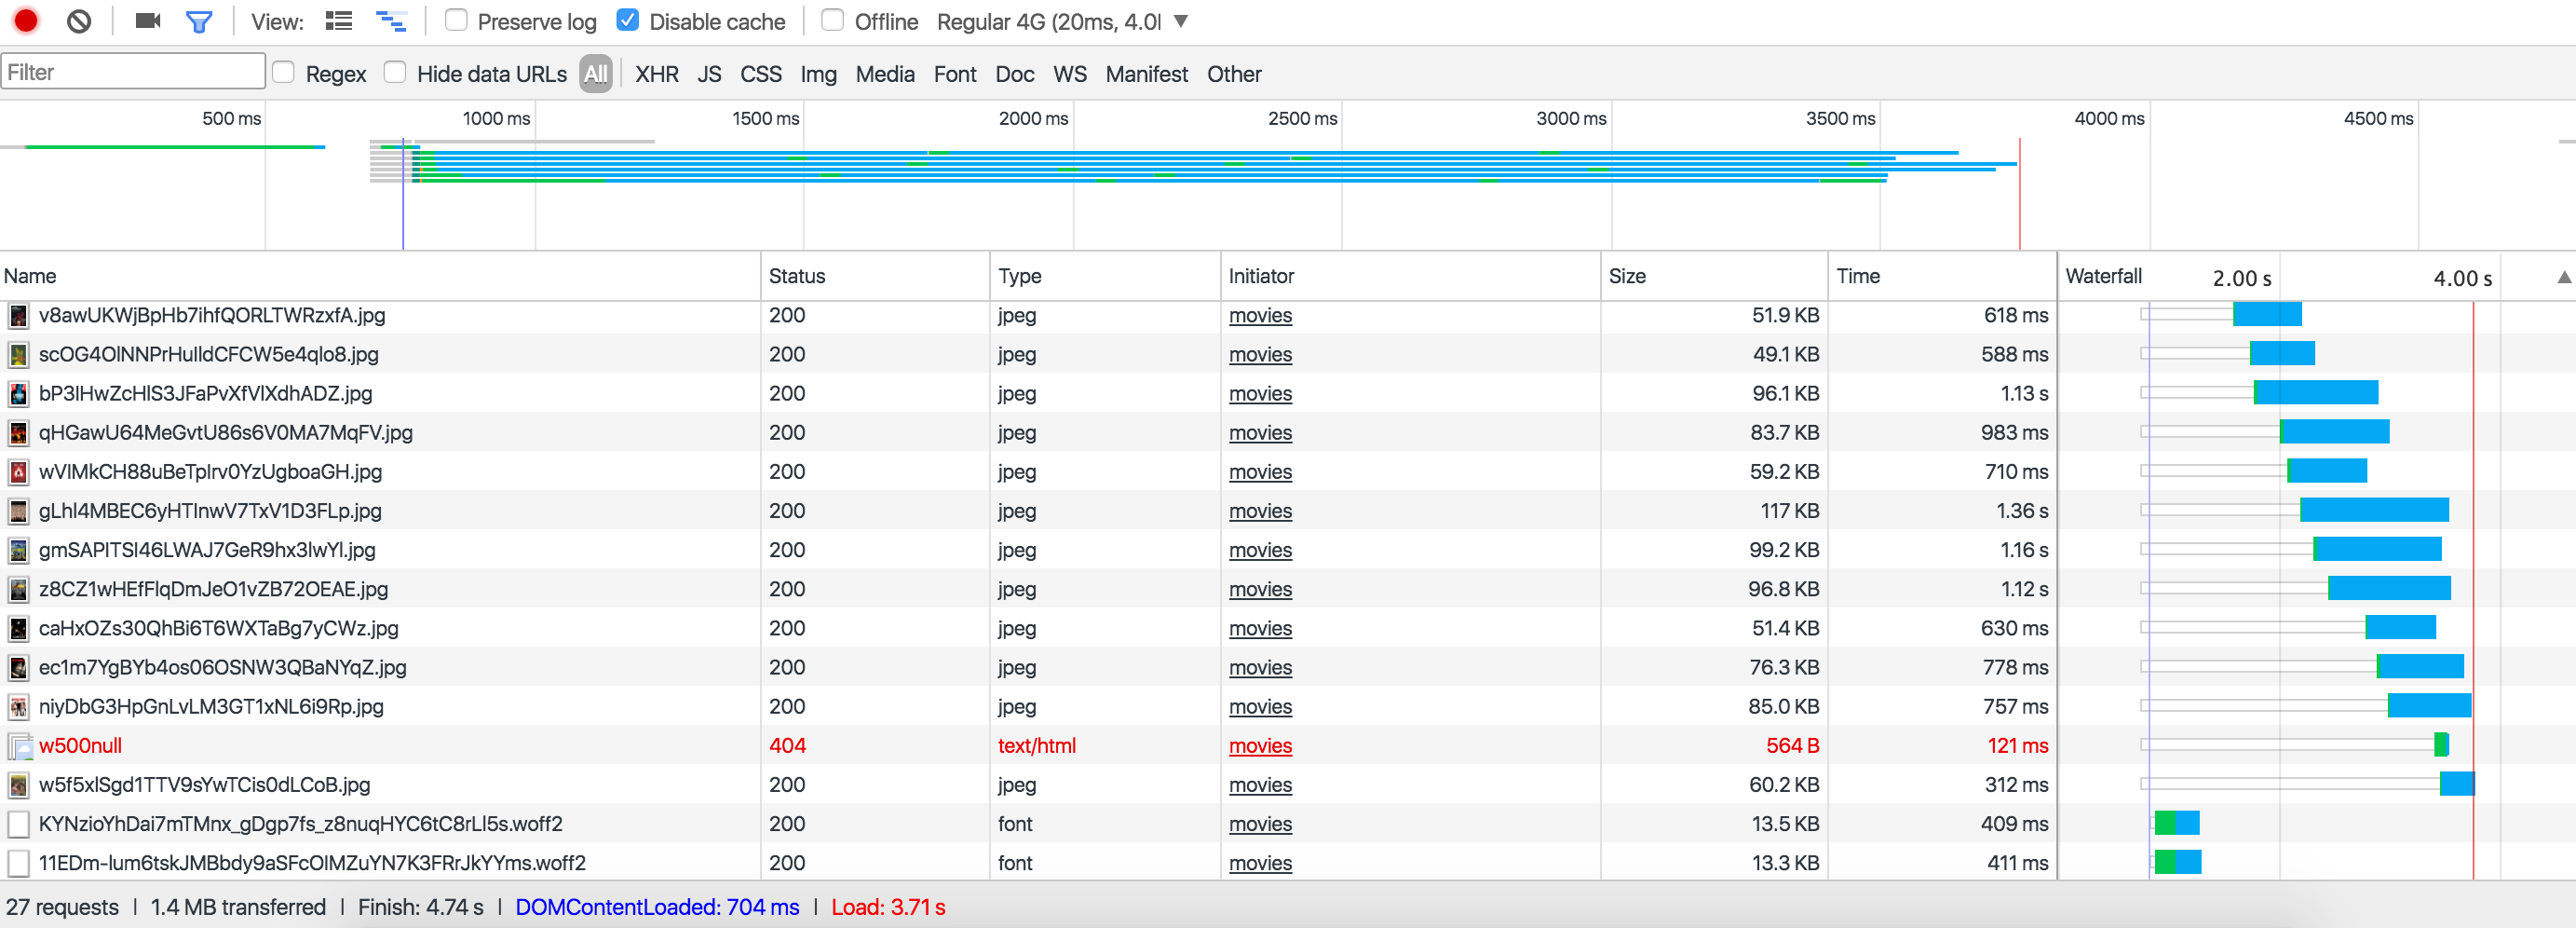 View: Preserve log Disable cache Offline Regular 4G (20ms, 4.0
Filter Regex Hide data URLs All XHR JS CSS Img Media Font Doc WS Manifest Other
500 ms 1000 ms 1500 ms 2000 ms 2500 ms 3000 ms 3500 ms 4000 ms 4500 ms
Name Status Type Initiator Size Time Waterfall 2.00 s 4.00 s
v8awUKWjBpHb7ihfQORLTWRzxfA.jpg 200 jpeg movies 51.9 KB 618 ms
scOG4OlNNPrHuIldCFCW5e4qlo8.jpg 200 jpeg movies 49.1 KB 588 ms
bP3lHwZcHlS3JFaPvXfVlXdhADZ.jpg 200 jpeg movies 96.1 KB 1.13 s
qHGawU64MeGvtU86s6V0MA7MqFV.jpg 200 jpeg movies 83.7 KB 983 ms
wVlMkCH88uBeTplrv0YzUgboaGH.jpg 200 jpeg movies 59.2 KB 710 ms
gLhl4MBEC6yHTInwV7TxV1D3FLp.jpg 200 jpeg movies 117 KB 1.36 s
gmSAPITSI46LWAJ7GeR9hx3lwYl.jpg 200 jpeg movies 99.2 KB 1.16 s
z8CZ1wHEfFlqDmJeO1vZB72OEAE.jpg 200 jpeg movies 96.8 KB 1.12 s
caHxOZs30QhBi6T6WXTaBg7yCWz.jpg 200 jpeg movies 51.4 KB 630 ms
ec1m7YgBYb4os06OSNW3QBaNYqZ.jpg 200 jpeg movies 76.3 KB 778 ms
niyDbG3HpGnLvLM3GT1xNL6i9Rp.jpg 200 jpeg movies 85.0 KB 757 ms
w500null 404 text/html movies 564 B 121 ms
w5f5xlSgd1TTV9sYwTCis0dLCoB.jpg 200 jpeg movies 60.2 KB 312 ms
KYNzioYhDai7mTMnx_gDgp7fs_z8nuqHYC6tC8rLl5s.woff2 200 font movies 13.5 KB 409 ms
11EDm-lum6tskJMBbdy9aSFcOlMZuYN7K3FRrJkYYms.woff2 200 font movies 13.3 KB 411 ms
27 requests | 1.4 MB transferred | Finish: 4.74 s | DOMContentLoaded: 704 ms | Load: 3.71 s